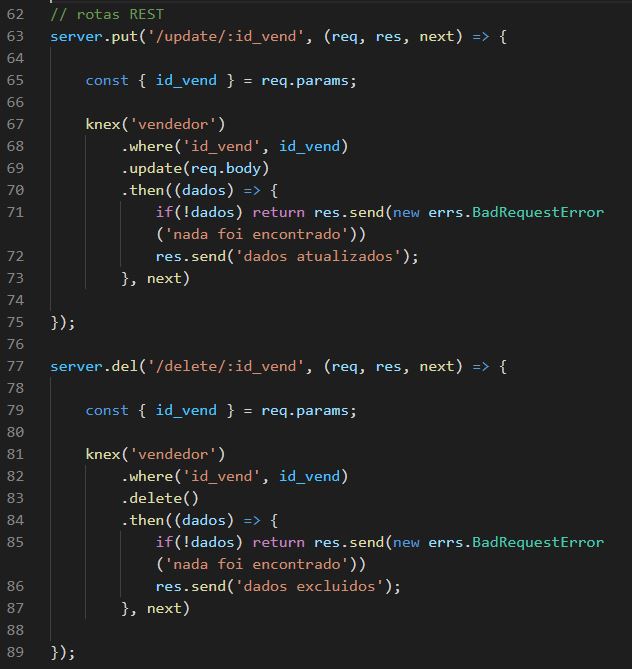 62 // rotas REST
63 server.put('/update/:id_vend', (req, res, next) => {
64
65     const { id_vend } = req.params;
66
67     knex('vendedor')
68         .where('id_vend', id_vend)
69         .update(req.body)
70         .then((dados) => {
71             if(!dados) return res.send(new errs.BadRequestError
            ('nada foi encontrado'))
72             res.send('dados atualizados');
73         }, next)
74
75 });
76
77 server.del('/delete/:id_vend', (req, res, next) => {
78
79     const { id_vend } = req.params;
80
81     knex('vendedor')
82         .where('id_vend', id_vend)
83         .delete()
84         .then((dados) => {
85             if(!dados) return res.send(new errs.BadRequestError
            ('nada foi encontrado'))
86             res.send('dados excluidos');
87         }, next)
88
89 });